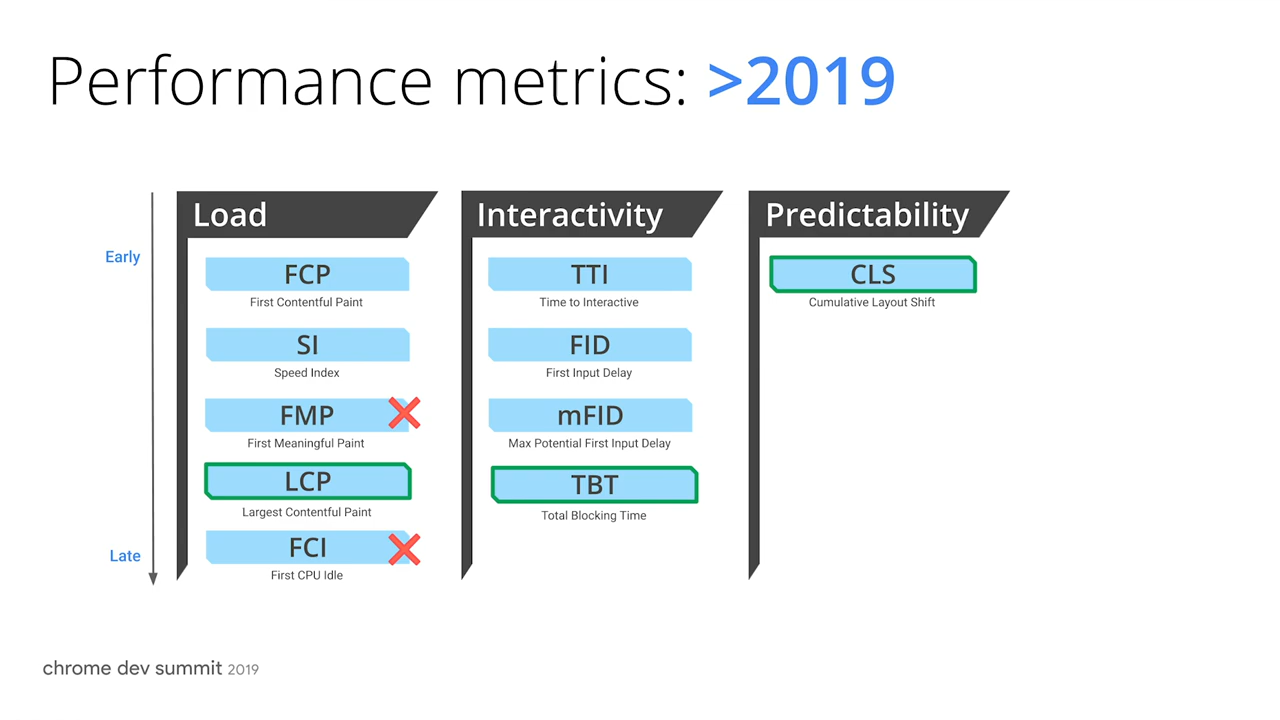 Performance metrics: >2019
Early
Late
Load
FCP
First Contentful Paint
SI
Speed Index
FMP
First Meaningful Paint
LCP
Largest Contentful Paint
FCI
First CPU Idle
Interactivity
TTI
Time to Interactive
FID
First Input Delay
mFID
Max Potential First Input Delay
TBT
Total Blocking Time
Predictability
CLS
Cumulative Layout Shift
chrome dev summit 2019